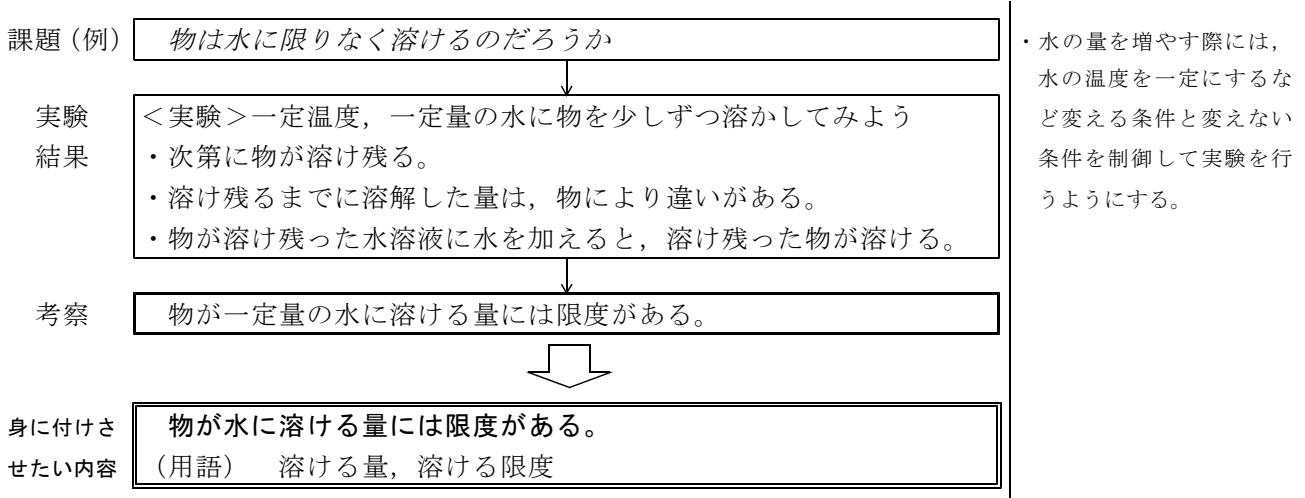 課題（例） 物は水に限りなく溶けるのだろうか
実験 ＜実験＞一定温度，一定量の水に物を少しずつ溶かしてみよう
結果 ・次第に物が溶け残る。
・溶け残るまでに溶解した量は，物により違いがある。
・物が溶け残った水溶液に水を加えると，溶け残った物が溶ける。
考察 物が一定量の水に溶ける量には限度がある。
身に付けさ 物が水に溶ける量には限度がある。
せたい内容 （用語） 溶ける量，溶ける限度
・水の量を増やす際には，
水の温度を一定にするな
ど変える条件と変えない
条件を制御して実験を行
うようにする。